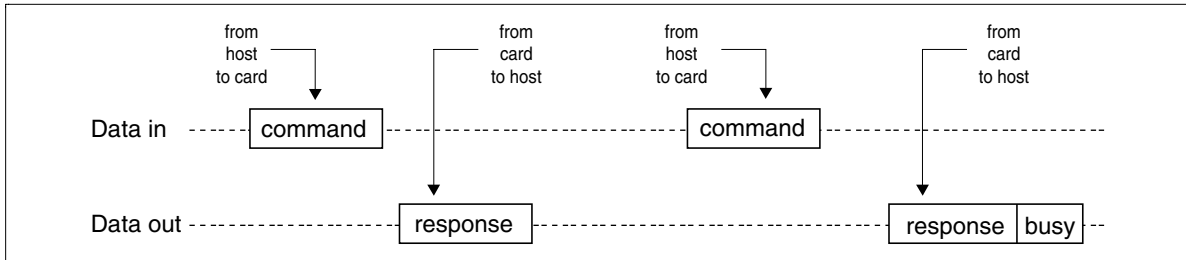 from
host
to card
from
card
to host
from
host
to card
from
card
to host
Data in
command
command
Data out
response
response
busy